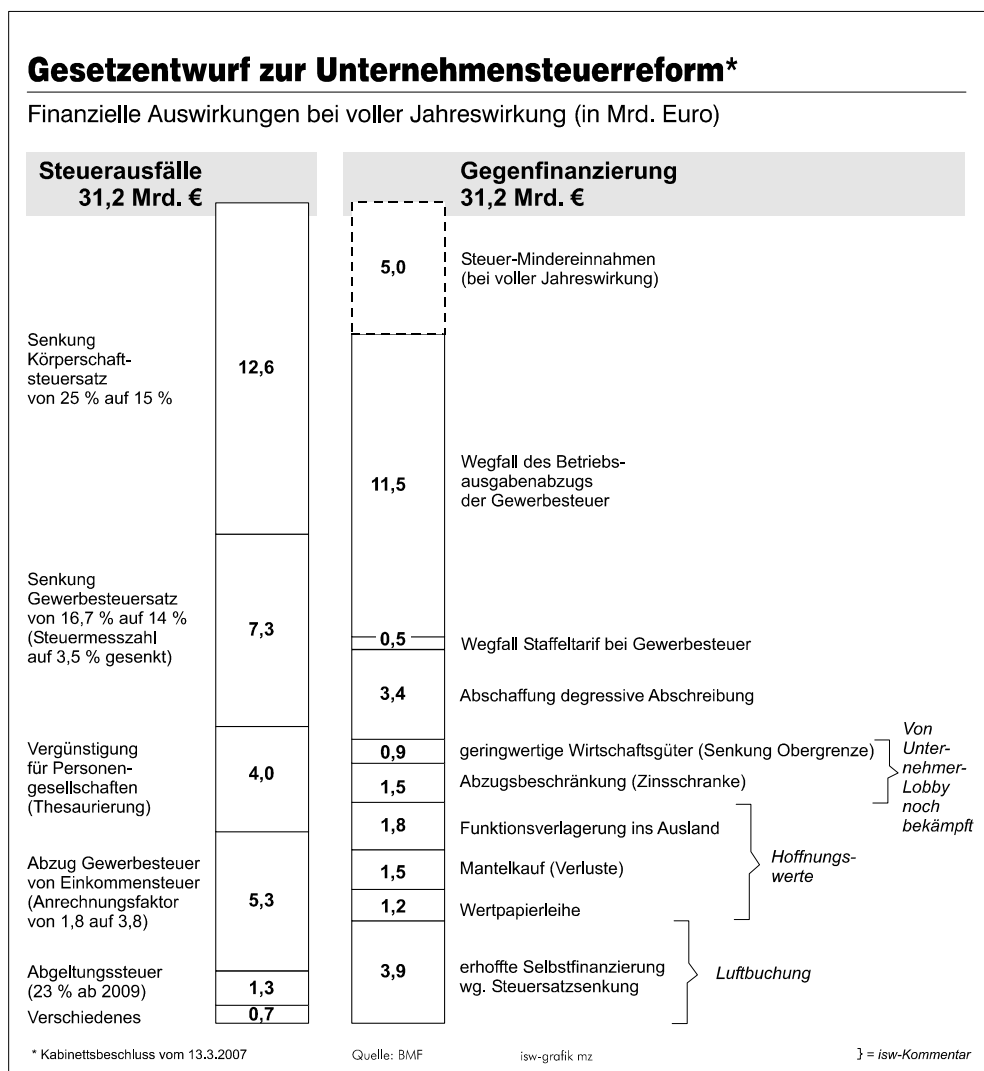 Gesetzentwurf zur Unternehmensteuerreform*
Finanzielle Auswirkungen bei voller Jahreswirkung (in Mrd. Euro)
Steuerausfälle
31,2 Mrd. €
Senkung
Körperschaft-
steuersatz
von 25 % auf 15 %
12,6
Senkung
Gewerbesteuersatz
von 16,7 % auf 14 %
(Steuermesszahl
auf 3,5 % gesenkt)
7,3
Vergünstigung
für Personen-
gesellschaften
(Thesaurierung)
4,0
Abzug Gewerbesteuer
von Einkommensteuer
(Anrechnungsfaktor
von 1,8 auf 3,8)
5,3
Abgeltungssteuer
(23 % ab 2009)
1,3
Verschiedenes
0,7
Gegenfinanzierung
31,2 Mrd. €
5,0
Steuer-Mindereinnahmen
(bei voller Jahreswirkung)
11,5
Wegfall des Betriebs-
ausgabenabzugs
der Gewerbesteuer
0,5
Wegfall Staffeltarif bei Gewerbesteuer
3,4
Abschaffung degressive Abschreibung
0,9
geringwertige Wirtschaftsgüter (Senkung Obergrenze)
1,5
Abzugsbeschränkung (Zinsschranke)
Von
Unter-
nehmer-
Lobby
noch
bekämpft
1,8
Funktionsverlagerung ins Ausland
1,5
Mantelkauf (Verluste)
1,2
Wertpapierleihe
Hoffnungs-
werte
3,9
erhoffte Selbstfinanzierung
wg. Steuersatzsenkung
Luftbuchung
* Kabinettsbeschluss vom 13.3.2007
Quelle: BMF
isw-grafik mz
} = isw-Kommentar